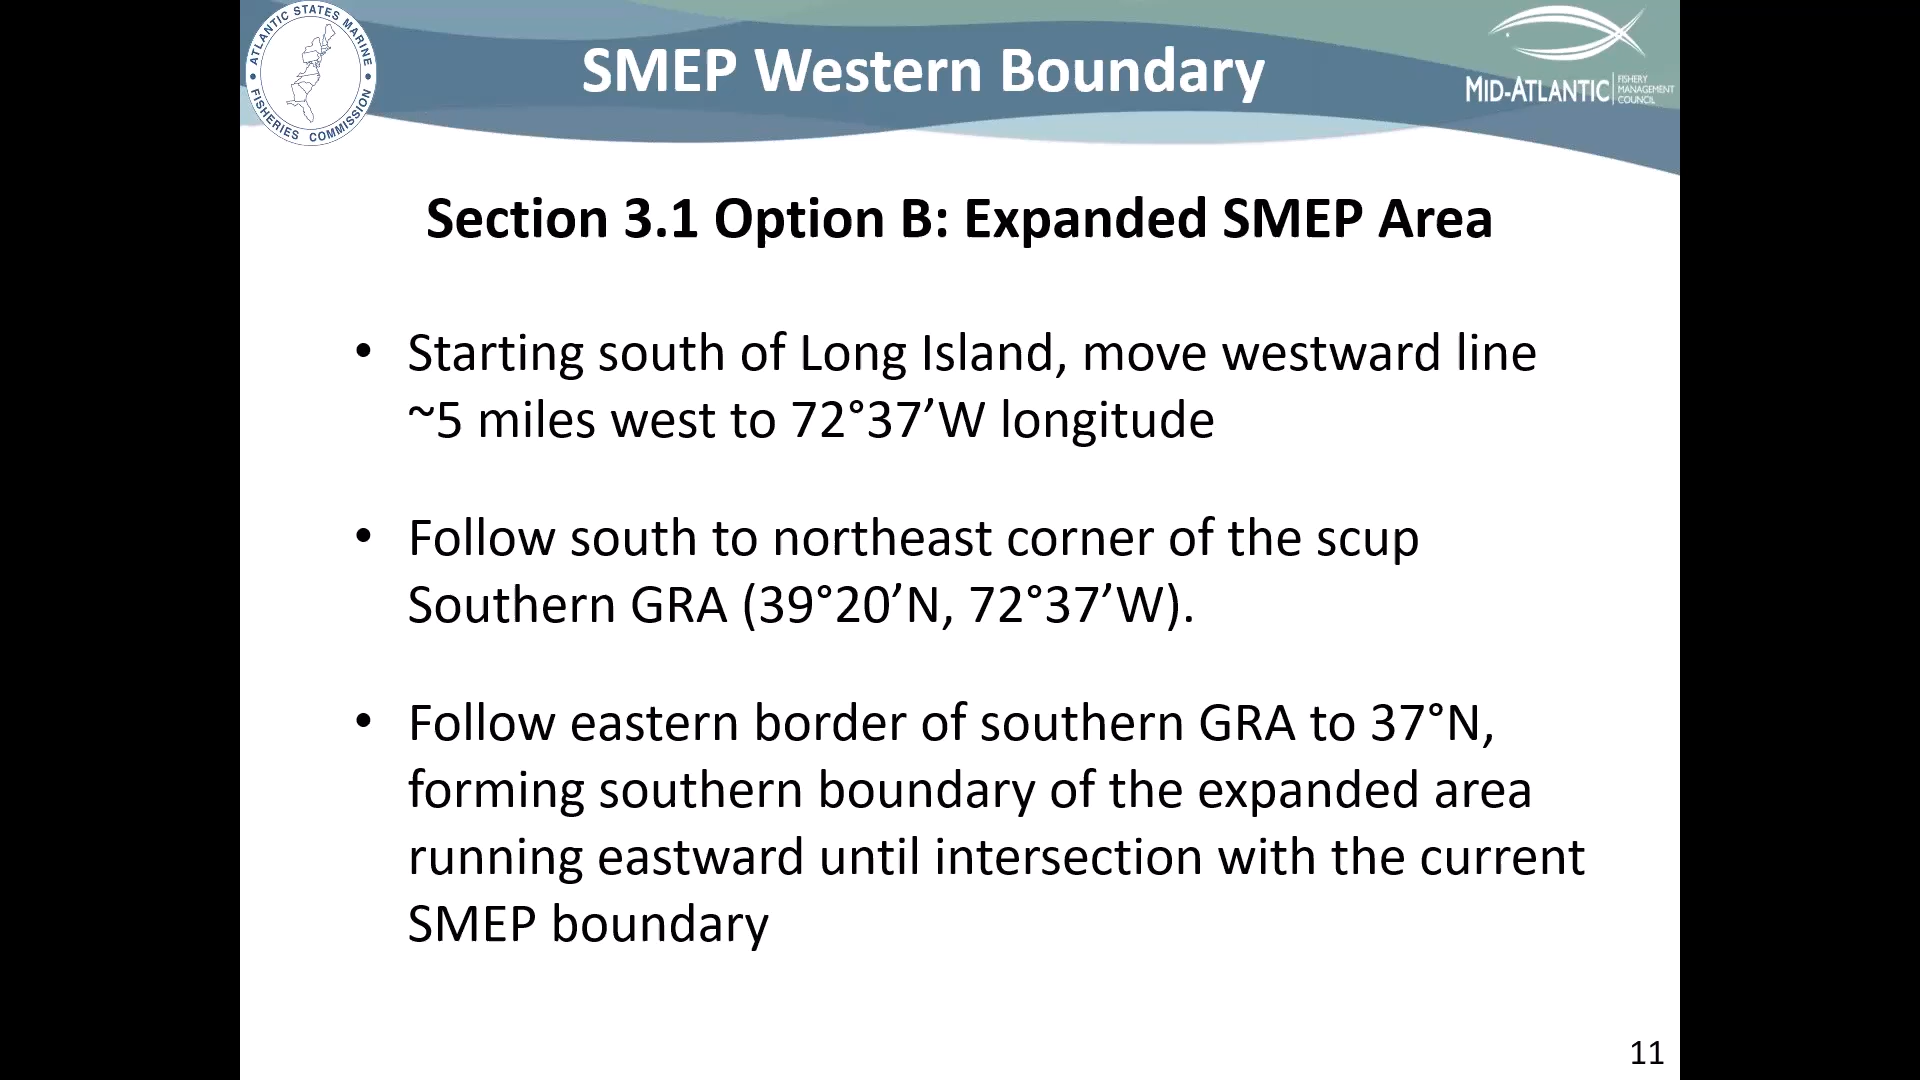 ATLANTIC STATES MARINE
FISHERIES COMMISSION
SMEP Western Boundary
MID-ATLANTIC
FISHERY
MANAGEMENT
COUNCIL
Section 3.1 Option B: Expanded SMEP Area
• Starting south of Long Island, move westward line
~5 miles west to 72°37’W longitude
• Follow south to northeast corner of the scup
Southern GRA (39°20’N, 72°37’W).
• Follow eastern border of southern GRA to 37°N,
forming southern boundary of the expanded area
running eastward until intersection with the current
SMEP boundary
11